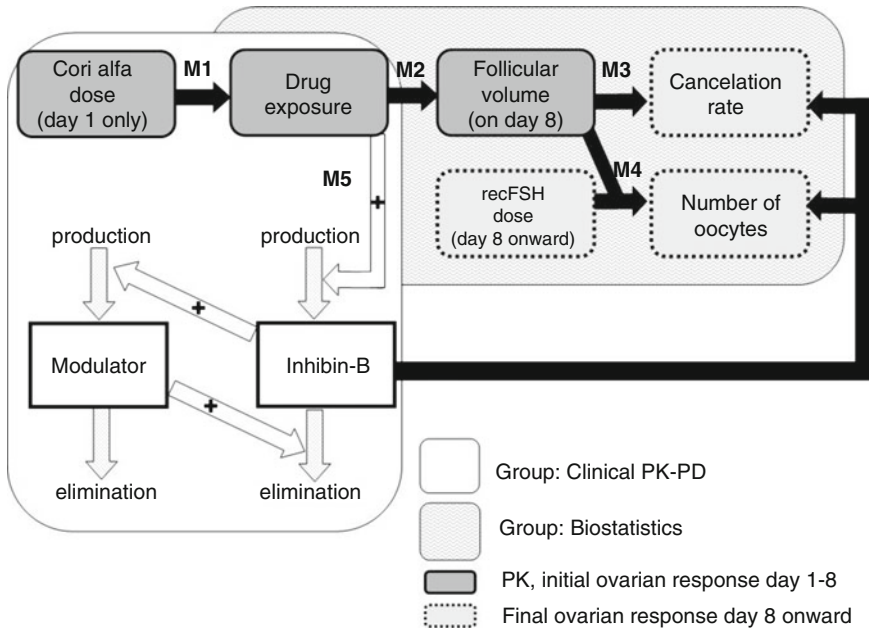 Cori alfa
dose
(day 1 only)
M1
Drug
exposure
M2
Follicular
volume
(on day 8)
M3
Cancelation
rate
M4
M5
+
recFSH
dose
(day 8 onward)
Number of
oocytes
production
production
+
Modulator
Inhibin-B
+
elimination
elimination
Group: Clinical PK-PD
Group: Biostatistics
PK, initial ovarian response day 1-8
Final ovarian response day 8 onward